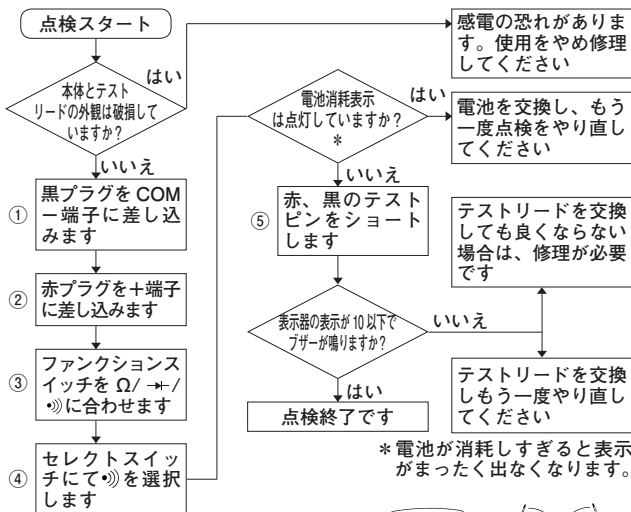 点検スタート
本体とテスト
リードの外観は破損して
いますか?
はい
感電の恐れがありま
す。使用をやめ修理
してください
いいえ
① 黒プラグを COM
－端子に差し込
みます
② 赤プラグを＋端子
に差し込みます
③ ファンクションス
イッチを Ω/ /
に合わせます
④ セレクトスイッ
チにて を選択
します
電池消耗表示
は点灯していますか?
*
はい
電池を交換し、もう
一度点検をやり直し
てください
いいえ
⑤ 赤、黒のテスト
ピンをショート
します
表示器の表示が 10 以下で
ブザーが鳴りますか?
いいえ
テストリードを交換
しても良くならない
場合は、修理が必要
です
テストリードを交換
しもう一度やり直し
てください
はい
点検終了です
*電池が消耗しすぎると表示
がまったく出なくなります。